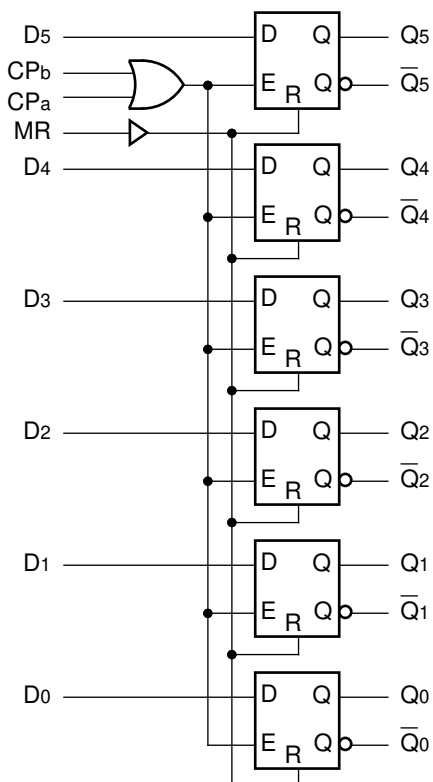 D5 D Q Q5
CPb
CPa E Q Q̅5
MR R
D4 D Q Q4
E Q Q̅4
R
D3 D Q Q3
E Q Q̅3
R
D2 D Q Q2
E Q Q̅2
R
D1 D Q Q1
E Q Q̅1
R
D0 D Q Q0
E Q Q̅0
R